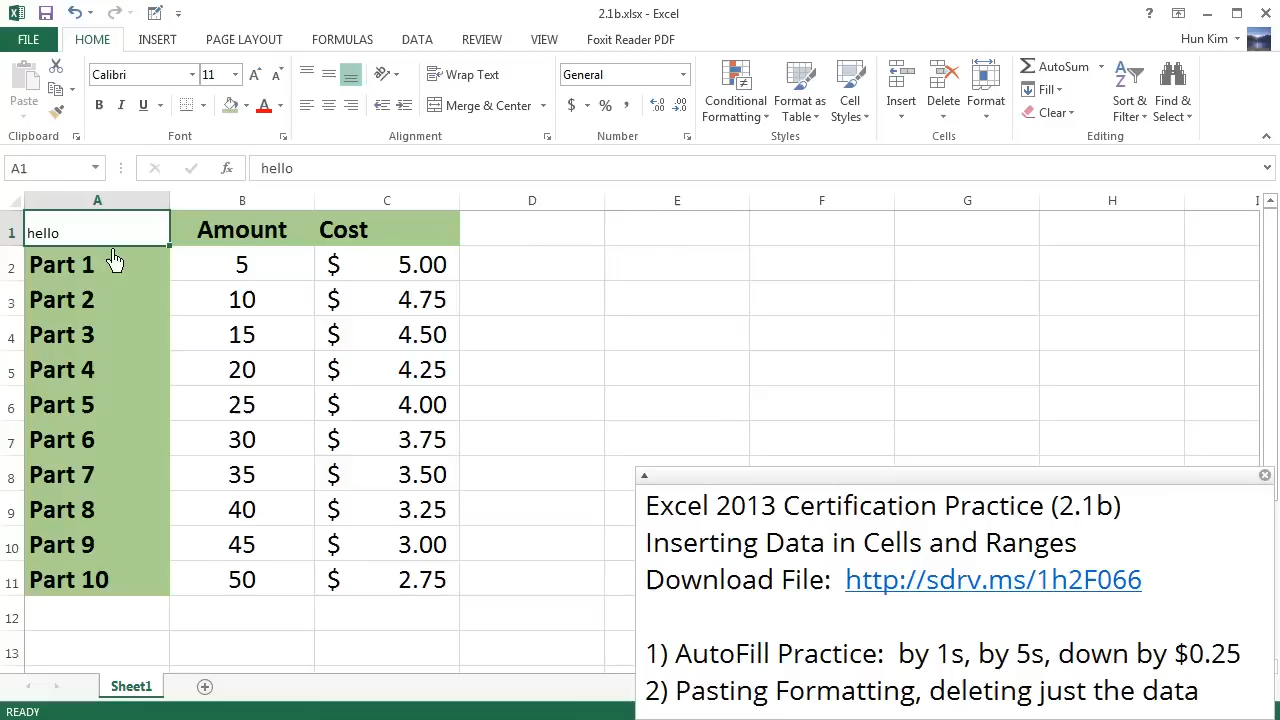 2.1b.xlsx - Excel
FILE HOME INSERT PAGE LAYOUT FORMULAS DATA REVIEW VIEW Foxit Reader PDF Hun Kim
Paste
Calibri 11
B I U A
Wrap Text
Merge & Center
General
$ % ,
Conditional Formatting
Format as Table
Cell Styles
Insert Delete Format
AutoSum
Fill
Clear
Sort & Filter
Find & Select
Clipboard Font Alignment Number Styles Cells Editing
A1 fx hello
A B C D E F G H I
1 hello Amount Cost
2 Part 1 5 $ 5.00
3 Part 2 10 $ 4.75
4 Part 3 15 $ 4.50
5 Part 4 20 $ 4.25
6 Part 5 25 $ 4.00
7 Part 6 30 $ 3.75
8 Part 7 35 $ 3.50
9 Part 8 40 $ 3.25
10 Part 9 45 $ 3.00
11 Part 10 50 $ 2.75
12
13
Excel 2013 Certification Practice (2.1b)
Inserting Data in Cells and Ranges
Download File: http://sdrv.ms/1h2F066
1) AutoFill Practice: by 1s, by 5s, down by $0.25
2) Pasting Formatting, deleting just the data
Sheet1
READY